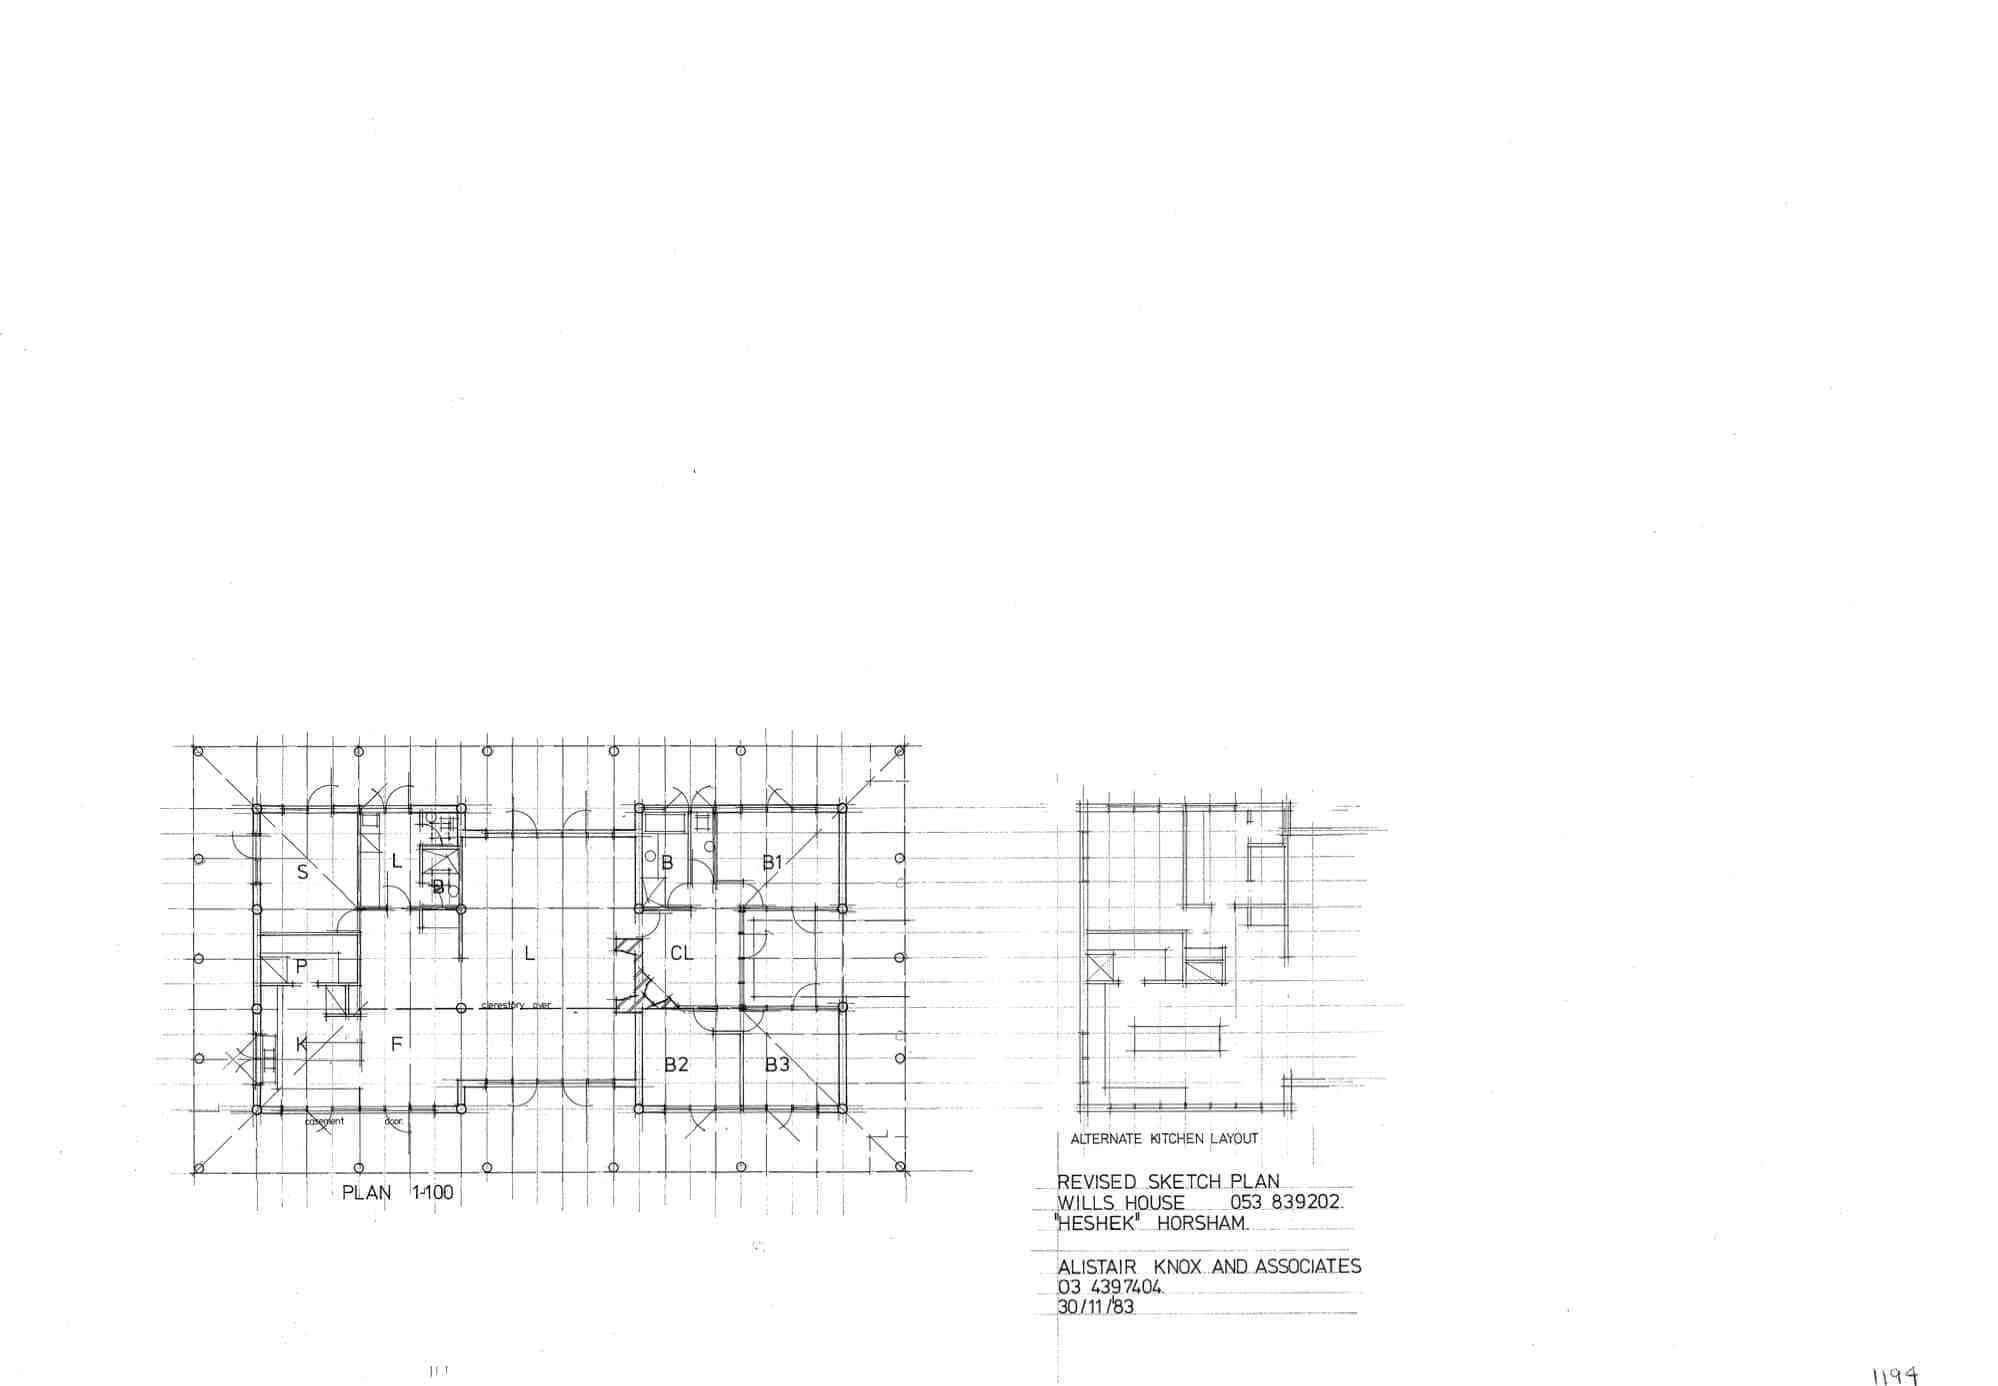 S
L
B
B
B1
P
L
CL
clerestory over
K
F
B2
B3
casement door.
PLAN 1-100
ALTERNATE KITCHEN LAYOUT
REVISED SKETCH PLAN
WILLS HOUSE 053 839202.
"HESHEK" HORSHAM.
ALISTAIR KNOX AND ASSOCIATES
03 4397404.
30/11/83
1194